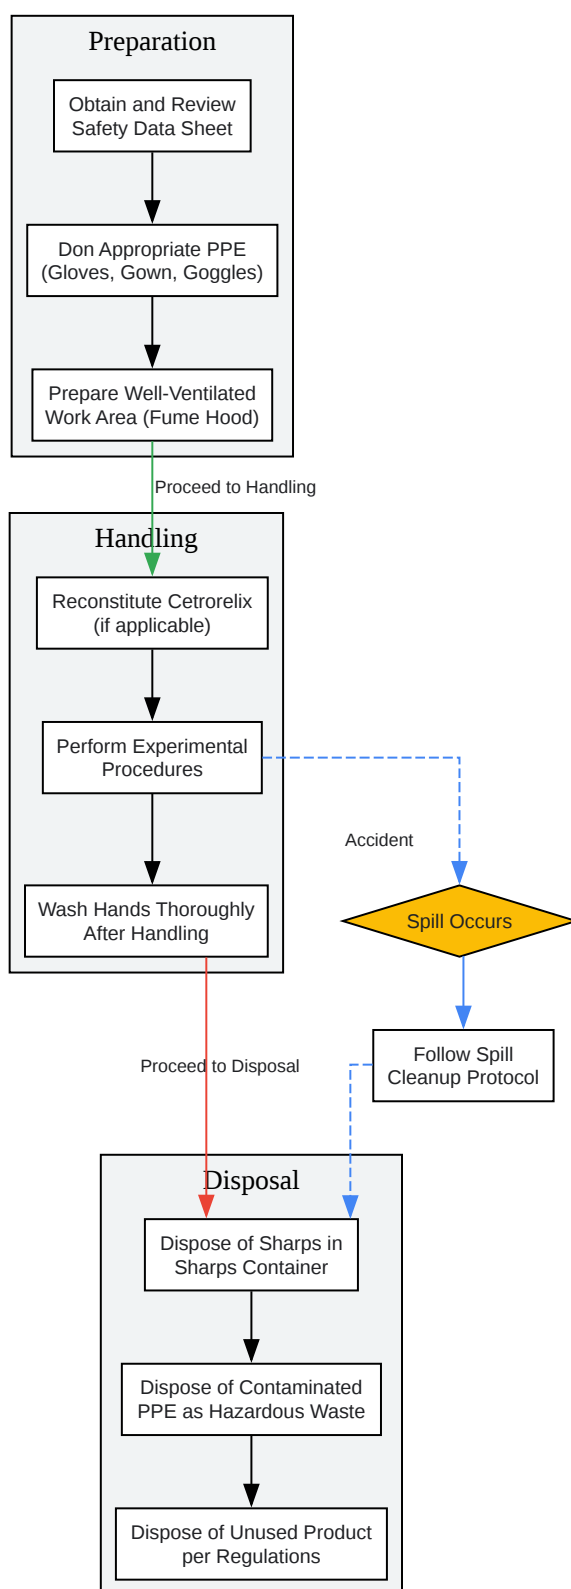 Preparation
Obtain and Review
Safety Data Sheet
Don Appropriate PPE
(Gloves, Gown, Goggles)
Prepare Well-Ventilated
Work Area (Fume Hood)
Proceed to Handling
Handling
Reconstitute Cetrorelix
(if applicable)
Perform Experimental
Procedures
Accident
Wash Hands Thoroughly
After Handling
Spill Occurs
Follow Spill
Cleanup Protocol
Proceed to Disposal
Disposal
Dispose of Sharps in
Sharps Container
Dispose of Contaminated
PPE as Hazardous Waste
Dispose of Unused Product
per Regulations